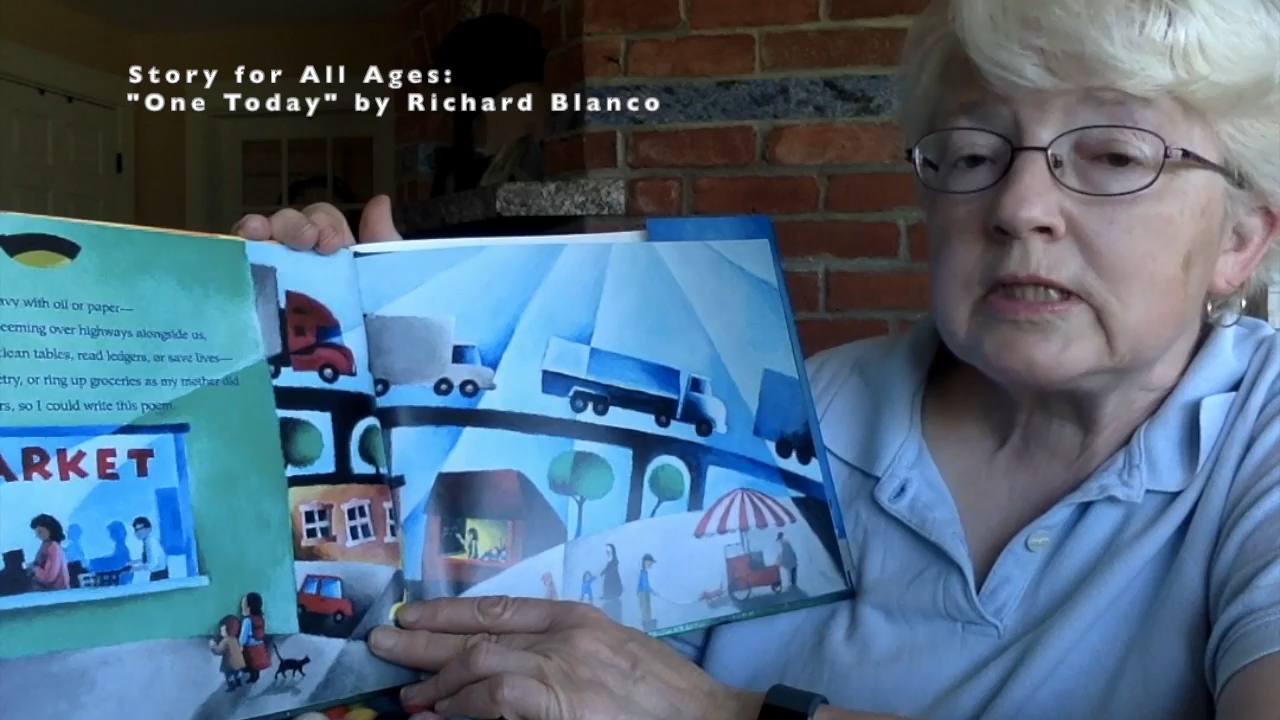 Story for All Ages:
"One Today" by Richard Blanco
avy with oil or paper—
eeming over highways alongside us,
clean tables, read ledgers, or save lives—
etry, or ring up groceries as my mother did
rs, so I could write this poem.
ARKET